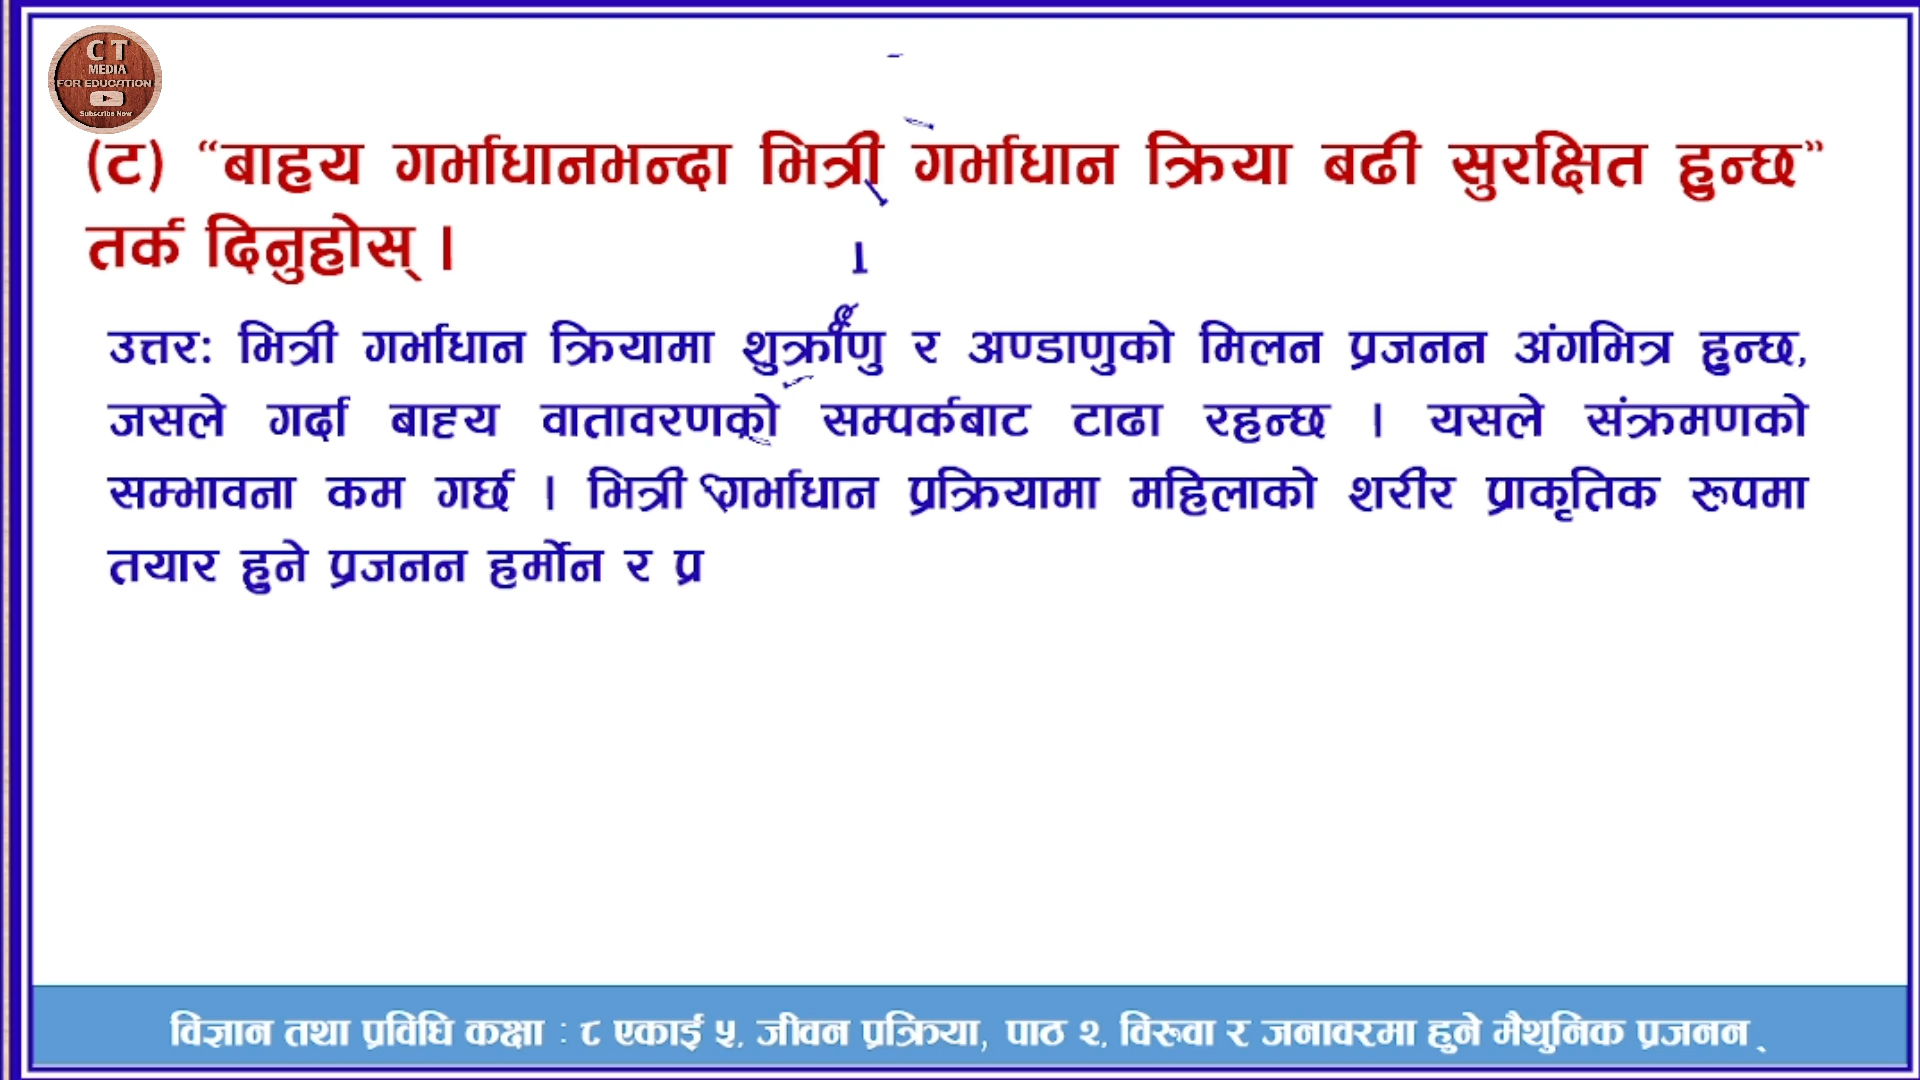 C T
MEDIA
FOR EDUCATION
Subscribe Now
(ट) “बाह्य गर्भाधानभन्दा भित्री गर्भाधान क्रिया बढी सुरक्षित हुन्छ”
तर्क दिनुहोस् ।
उत्तर: भित्री गर्भाधान क्रियामा शुक्राणु र अण्डाणुको मिलन प्रजनन अंगभित्र हुन्छ,
जसले गर्दा बाह्य वातावरणको सम्पर्कबाट टाढा रहन्छ । यसले संक्रमणको
सम्भावना कम गर्छ । भित्री गर्भाधान प्रक्रियामा महिलाको शरीर प्राकृतिक रूपमा
तयार हुने प्रजनन हर्मोन र प्र
विज्ञान तथा प्रविधि कक्षा : ८ एकाई ५. जीवन प्रक्रिया, पाठ २. विरूवा र जनावरमा हुने मैथुनिक प्रजनन